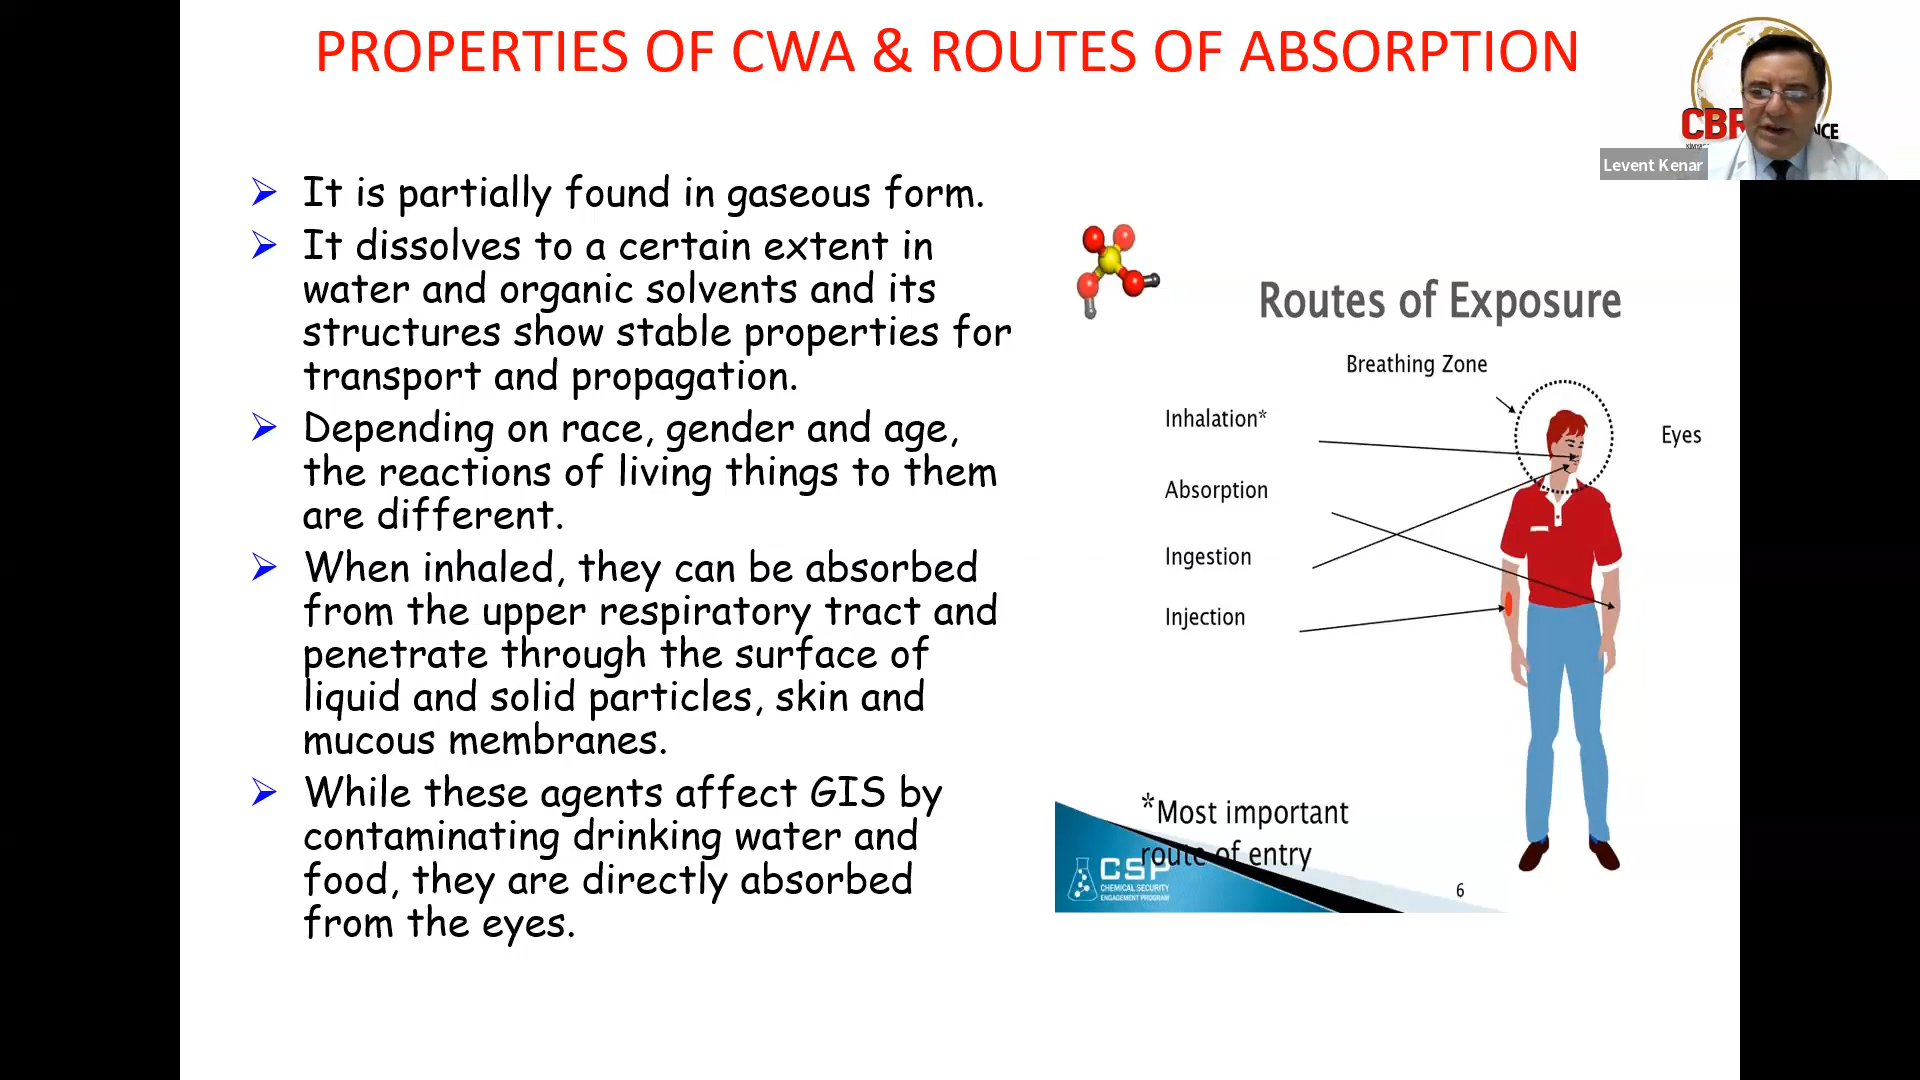 PROPERTIES OF CWA & ROUTES OF ABSORPTION
CBR
NCE
Levent Kenar
It is partially found in gaseous form.
It dissolves to a certain extent in
water and organic solvents and its
structures show stable properties for
transport and propagation.
Depending on race, gender and age,
the reactions of living things to them
are different.
When inhaled, they can be absorbed
from the upper respiratory tract and
penetrate through the surface of
liquid and solid particles, skin and
mucous membranes.
While these agents affect GIS by
contaminating drinking water and
food, they are directly absorbed
from the eyes.
Routes of Exposure
Breathing Zone
Inhalation*
Eyes
Absorption
Ingestion
Injection
*Most important
route of entry
CSP
CHEMICAL SECURITY
ENGAGEMENT PROGRAM
6